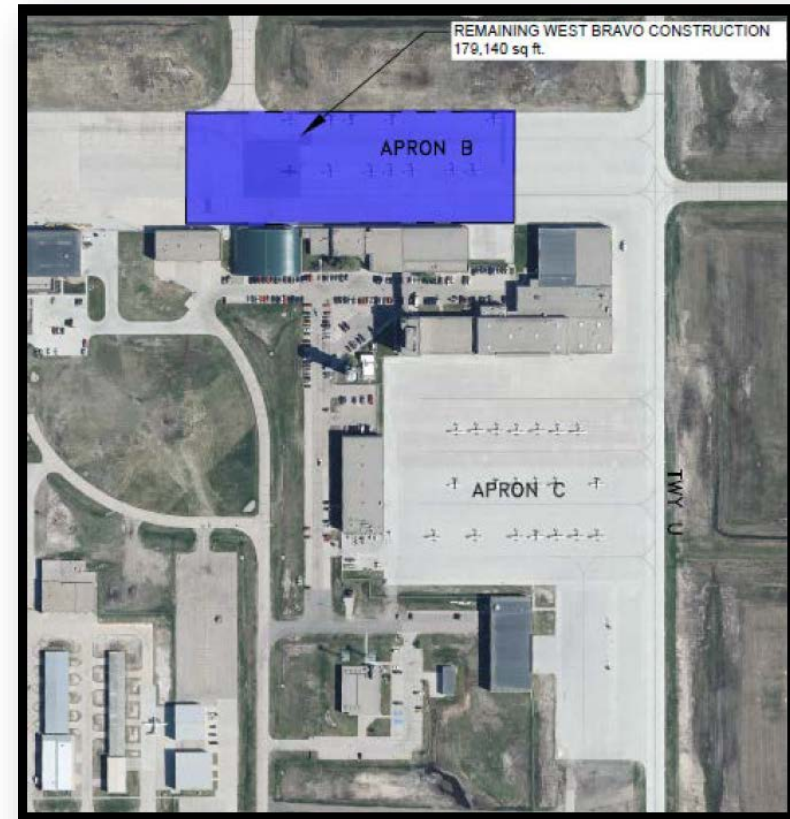 REMAINING WEST BRAVO CONSTRUCTION
179,140 sq ft.
APRON B
APRON C
TWY U